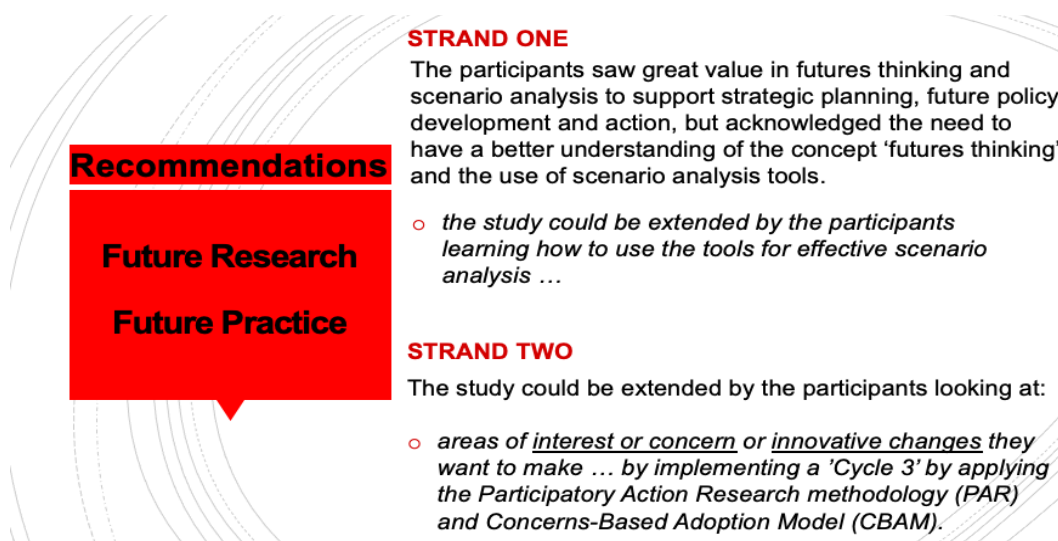 Recommendations
Future Research
Future Practice
STRAND ONE
The participants saw great value in futures thinking and
scenario analysis to support strategic planning, future policy
development and action, but acknowledged the need to
have a better understanding of the concept ‘futures thinking’
and the use of scenario analysis tools.
o the study could be extended by the participants
learning how to use the tools for effective scenario
analysis …
STRAND TWO
The study could be extended by the participants looking at:
o areas of interest or concern or innovative changes they
want to make … by implementing a ’Cycle 3’ by applying
the Participatory Action Research methodology (PAR)
and Concerns-Based Adoption Model (CBAM).